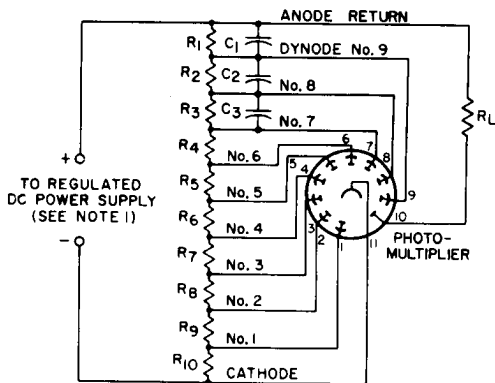 ANODE RETURN
R1
C1
DYNODE No. 9
R2
C2
No. 8
R3
C3
No. 7
R4
No. 6
R5
No. 5
R6
No. 4
R7
No. 3
R8
No. 2
R9
No. 1
R10
CATHODE
+
TO REGULATED
DC POWER SUPPLY
(SEE NOTE 1)
-
RL
6
7
5
8
4
9
3
10
2
1
11
PHOTO-
MULTIPLIER